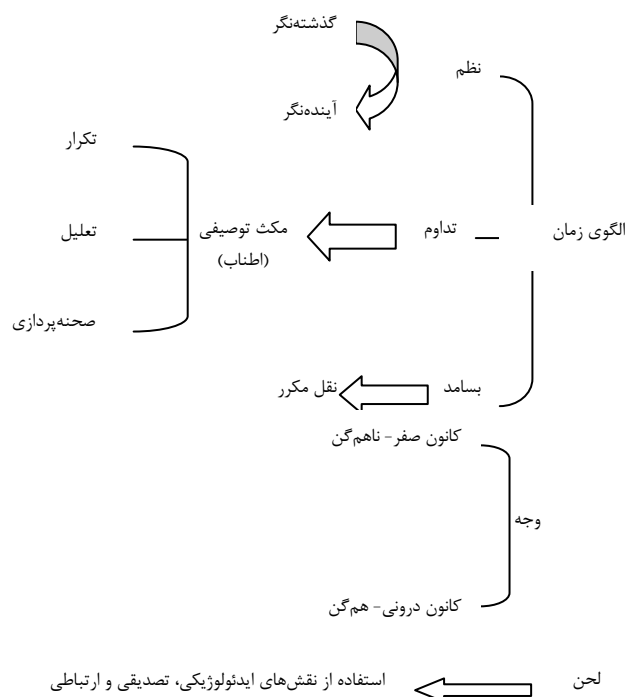 گذشته‌نگر
نظم
آینده‌نگر
تکرار
الگوی زمان
تداوم
مکث توصیفی
(اطناب)
تعلیل
صحنه‌پردازی
بسامد
نقل مکرر
کانون صفر- ناهم‌گن
وجه
کانون درونی- هم‌گن
لحن
استفاده از نقش‌های ایدئولوژیکی، تصدیقی و ارتباطی